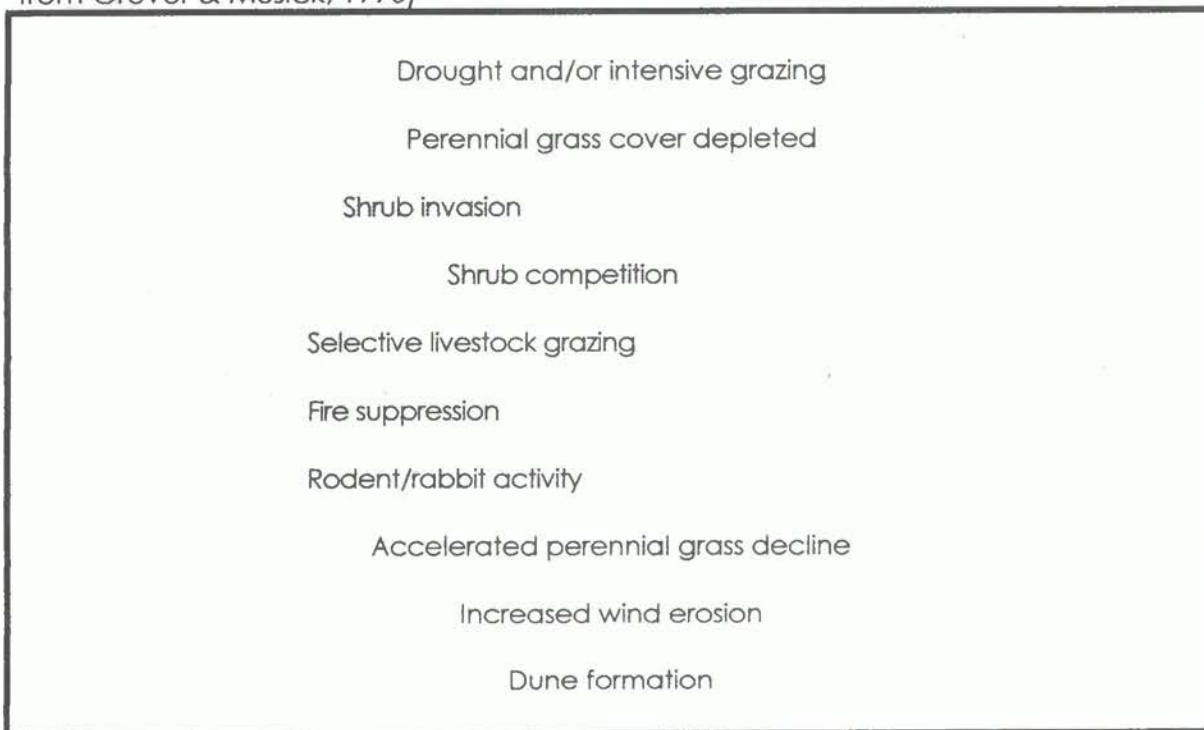 Drought and/or intensive grazing
Perennial grass cover depleted
Shrub invasion
Shrub competition
Selective livestock grazing
Fire suppression
Rodent/rabbit activity
Accelerated perennial grass decline
Increased wind erosion
Dune formation